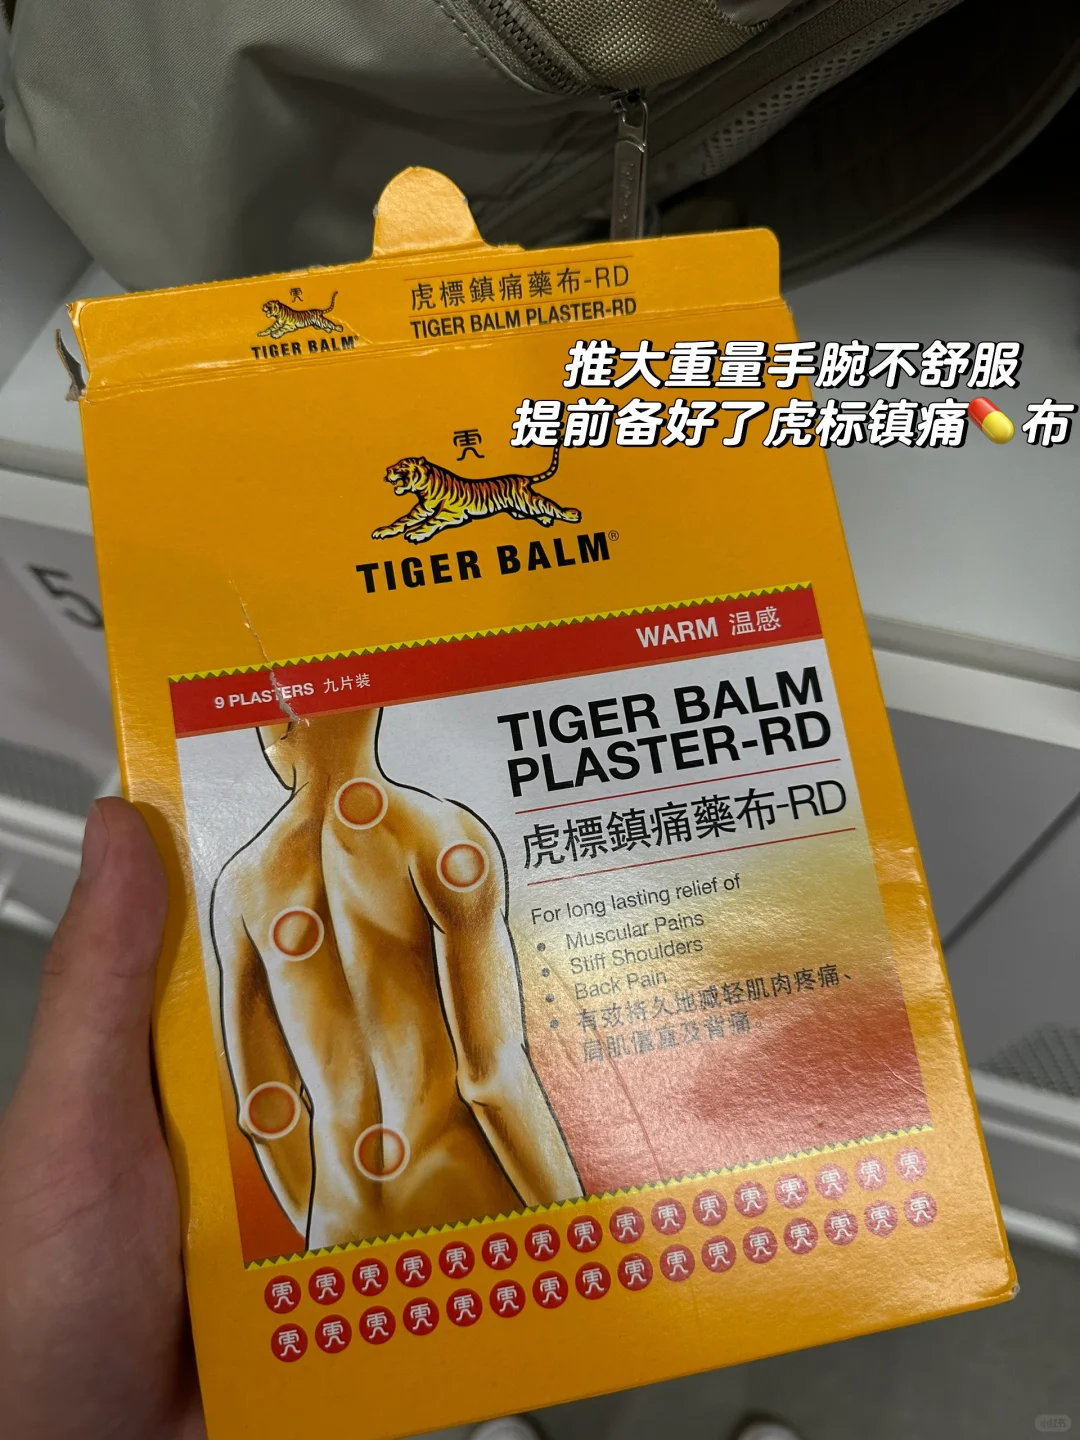 虎標鎮痛藥布-RD
TIGER BALM
TIGER BALM PLASTER-RD
推大重量手腕不舒服
提前备好了虎标镇痛💊布
TIGER BALM®
WARM 温感
9 PLASTERS 九片装
TIGER BALM
PLASTER-RD
虎標鎮痛藥布-RD
For long lasting relief of
• Muscular Pains
• Stiff Shoulders
• Back Pain
• 有效持久地减轻肌肉疼痛、
肩肌僵直及背痛。
5
小红书